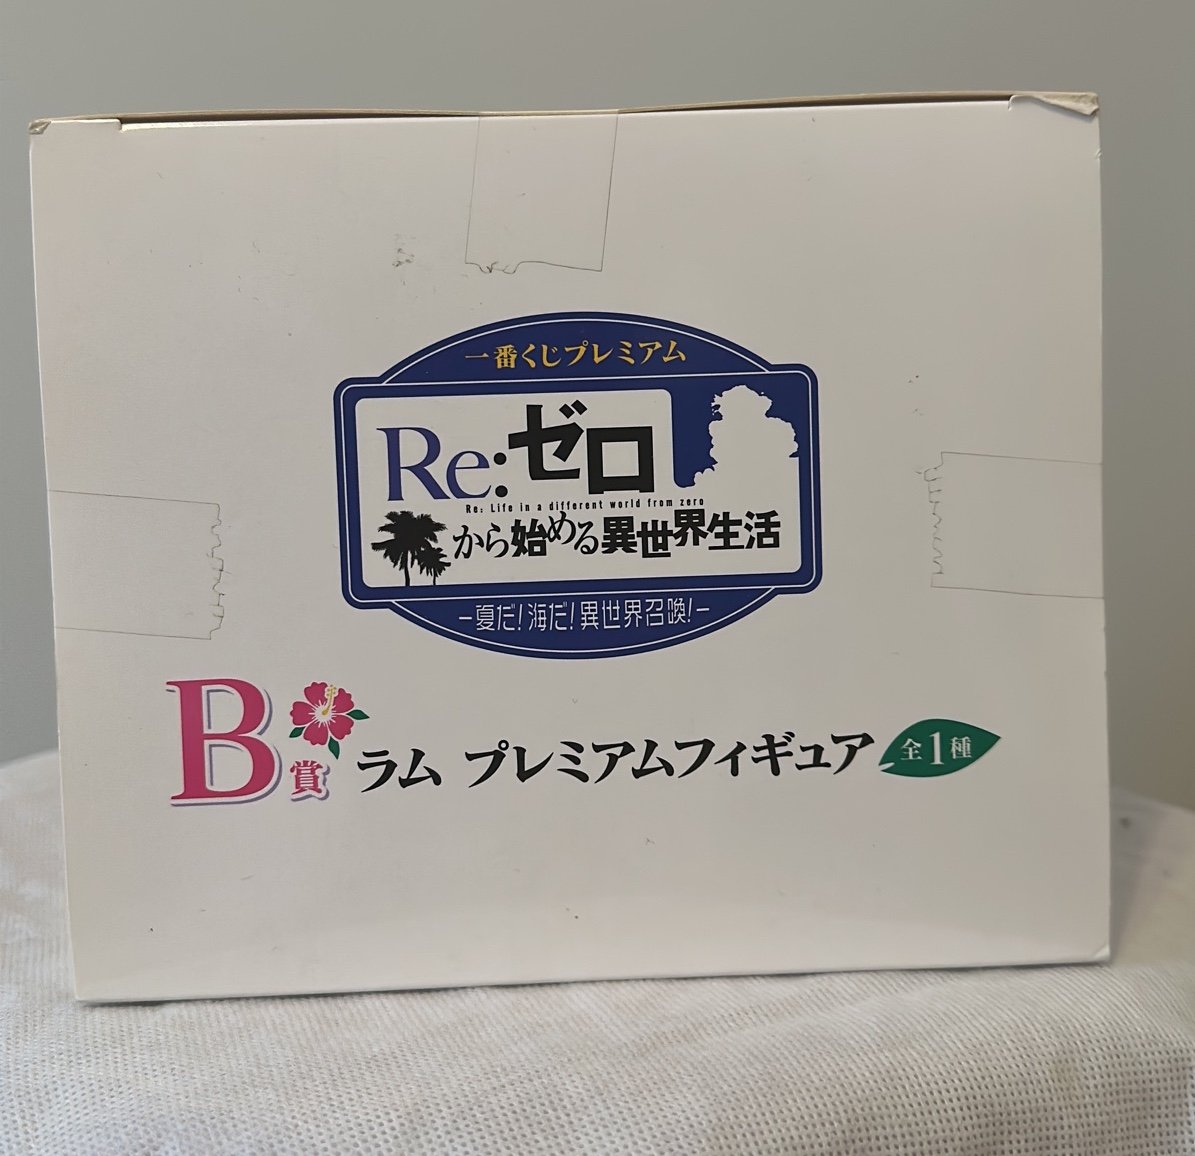 一番くじプレミアム
Re:ゼロ
Re: Life in a different world from zero
から始める異世界生活
－夏だ!海だ!異世界召喚!－
B賞 ラム プレミアムフィギュア 全1種